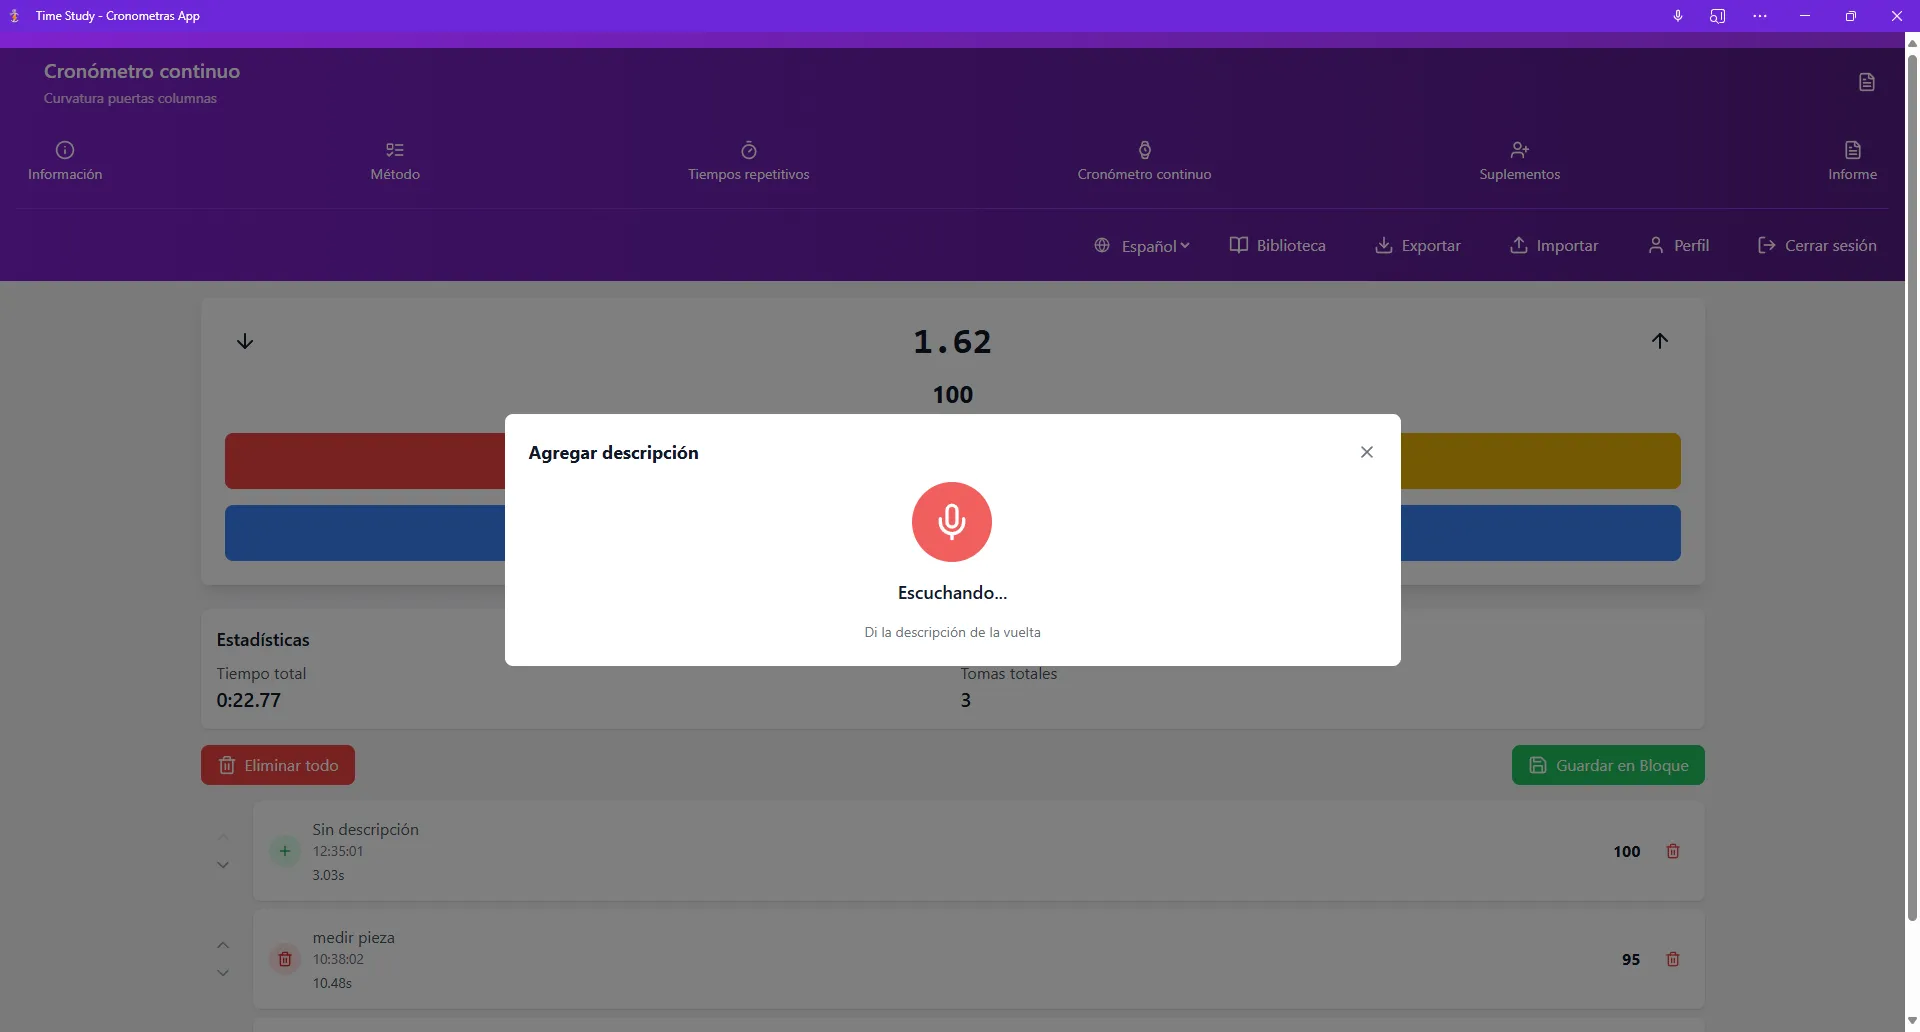 Time Study - Cronometras App
Cronómetro continuo
Curvatura puertas columnas
Información
Método
Tiempos repetitivos
Cronómetro continuo
Suplementos
Informe
Español
Biblioteca
Exportar
Importar
Perfil
Cerrar sesión
1.62
100
Agregar descripción
Escuchando...
Di la descripción de la vuelta
Estadísticas
Tiempo total
0:22.77
Tomas totales
3
Eliminar todo
Guardar en Bloque
Sin descripción
12:35:01
3.03s
100
medir pieza
10:38:02
10.48s
95